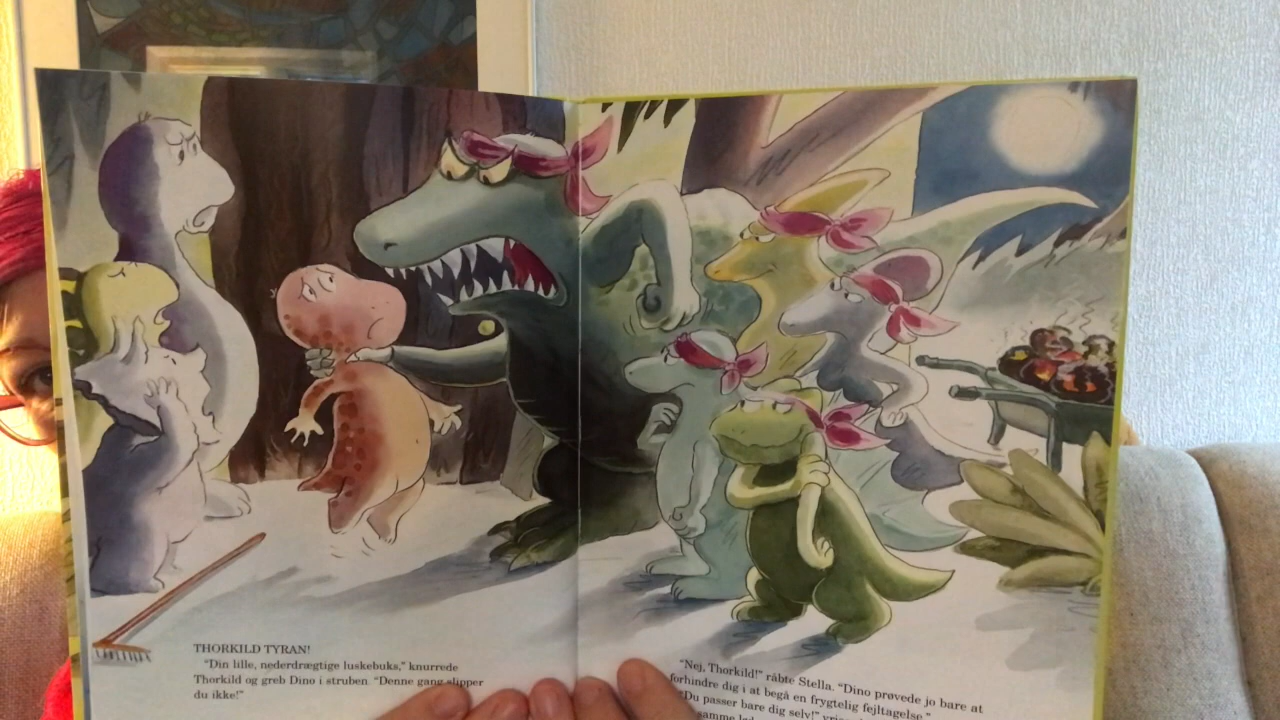 THORKILD TYRAN!
"Din lille, nederdrægtige luskebuks," knurrede
Thorkild og greb Dino i struben. "Denne gang slipper
du ikke!"
"Nej, Thorkild!" råbte Stella. "Dino prøvede jo bare at
forhindre dig i at begå en frygtelig fejltagelse."
"Du passer bare dig selv!"
samme